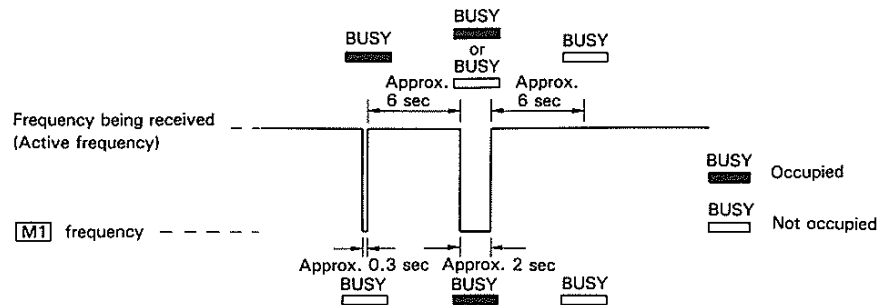 BUSY
BUSY
or
BUSY
BUSY
Approx.
6 sec
Approx.
6 sec
Frequency being received
(Active frequency)
BUSY
Occupied
BUSY
Not occupied
M1 frequency
Approx. 0.3 sec
Approx. 2 sec
BUSY
BUSY
BUSY